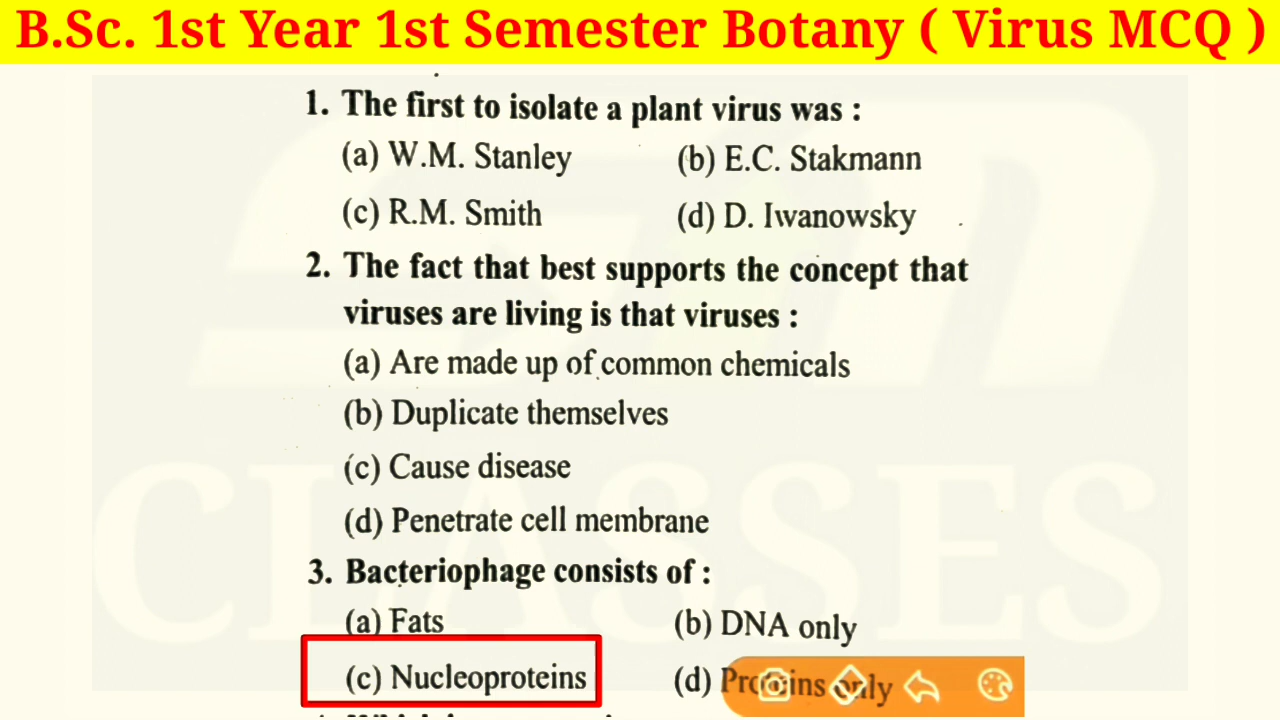 B.Sc. 1st Year 1st Semester Botany ( Virus MCQ )
1. The first to isolate a plant virus was :
(a) W.M. Stanley (b) E.C. Stakmann
(c) R.M. Smith (d) D. Iwanowsky
2. The fact that best supports the concept that
viruses are living is that viruses :
(a) Are made up of common chemicals
(b) Duplicate themselves
(c) Cause disease
(d) Penetrate cell membrane
3. Bacteriophage consists of :
(a) Fats (b) DNA only
(c) Nucleoproteins (d) Proteins only
CLASSES